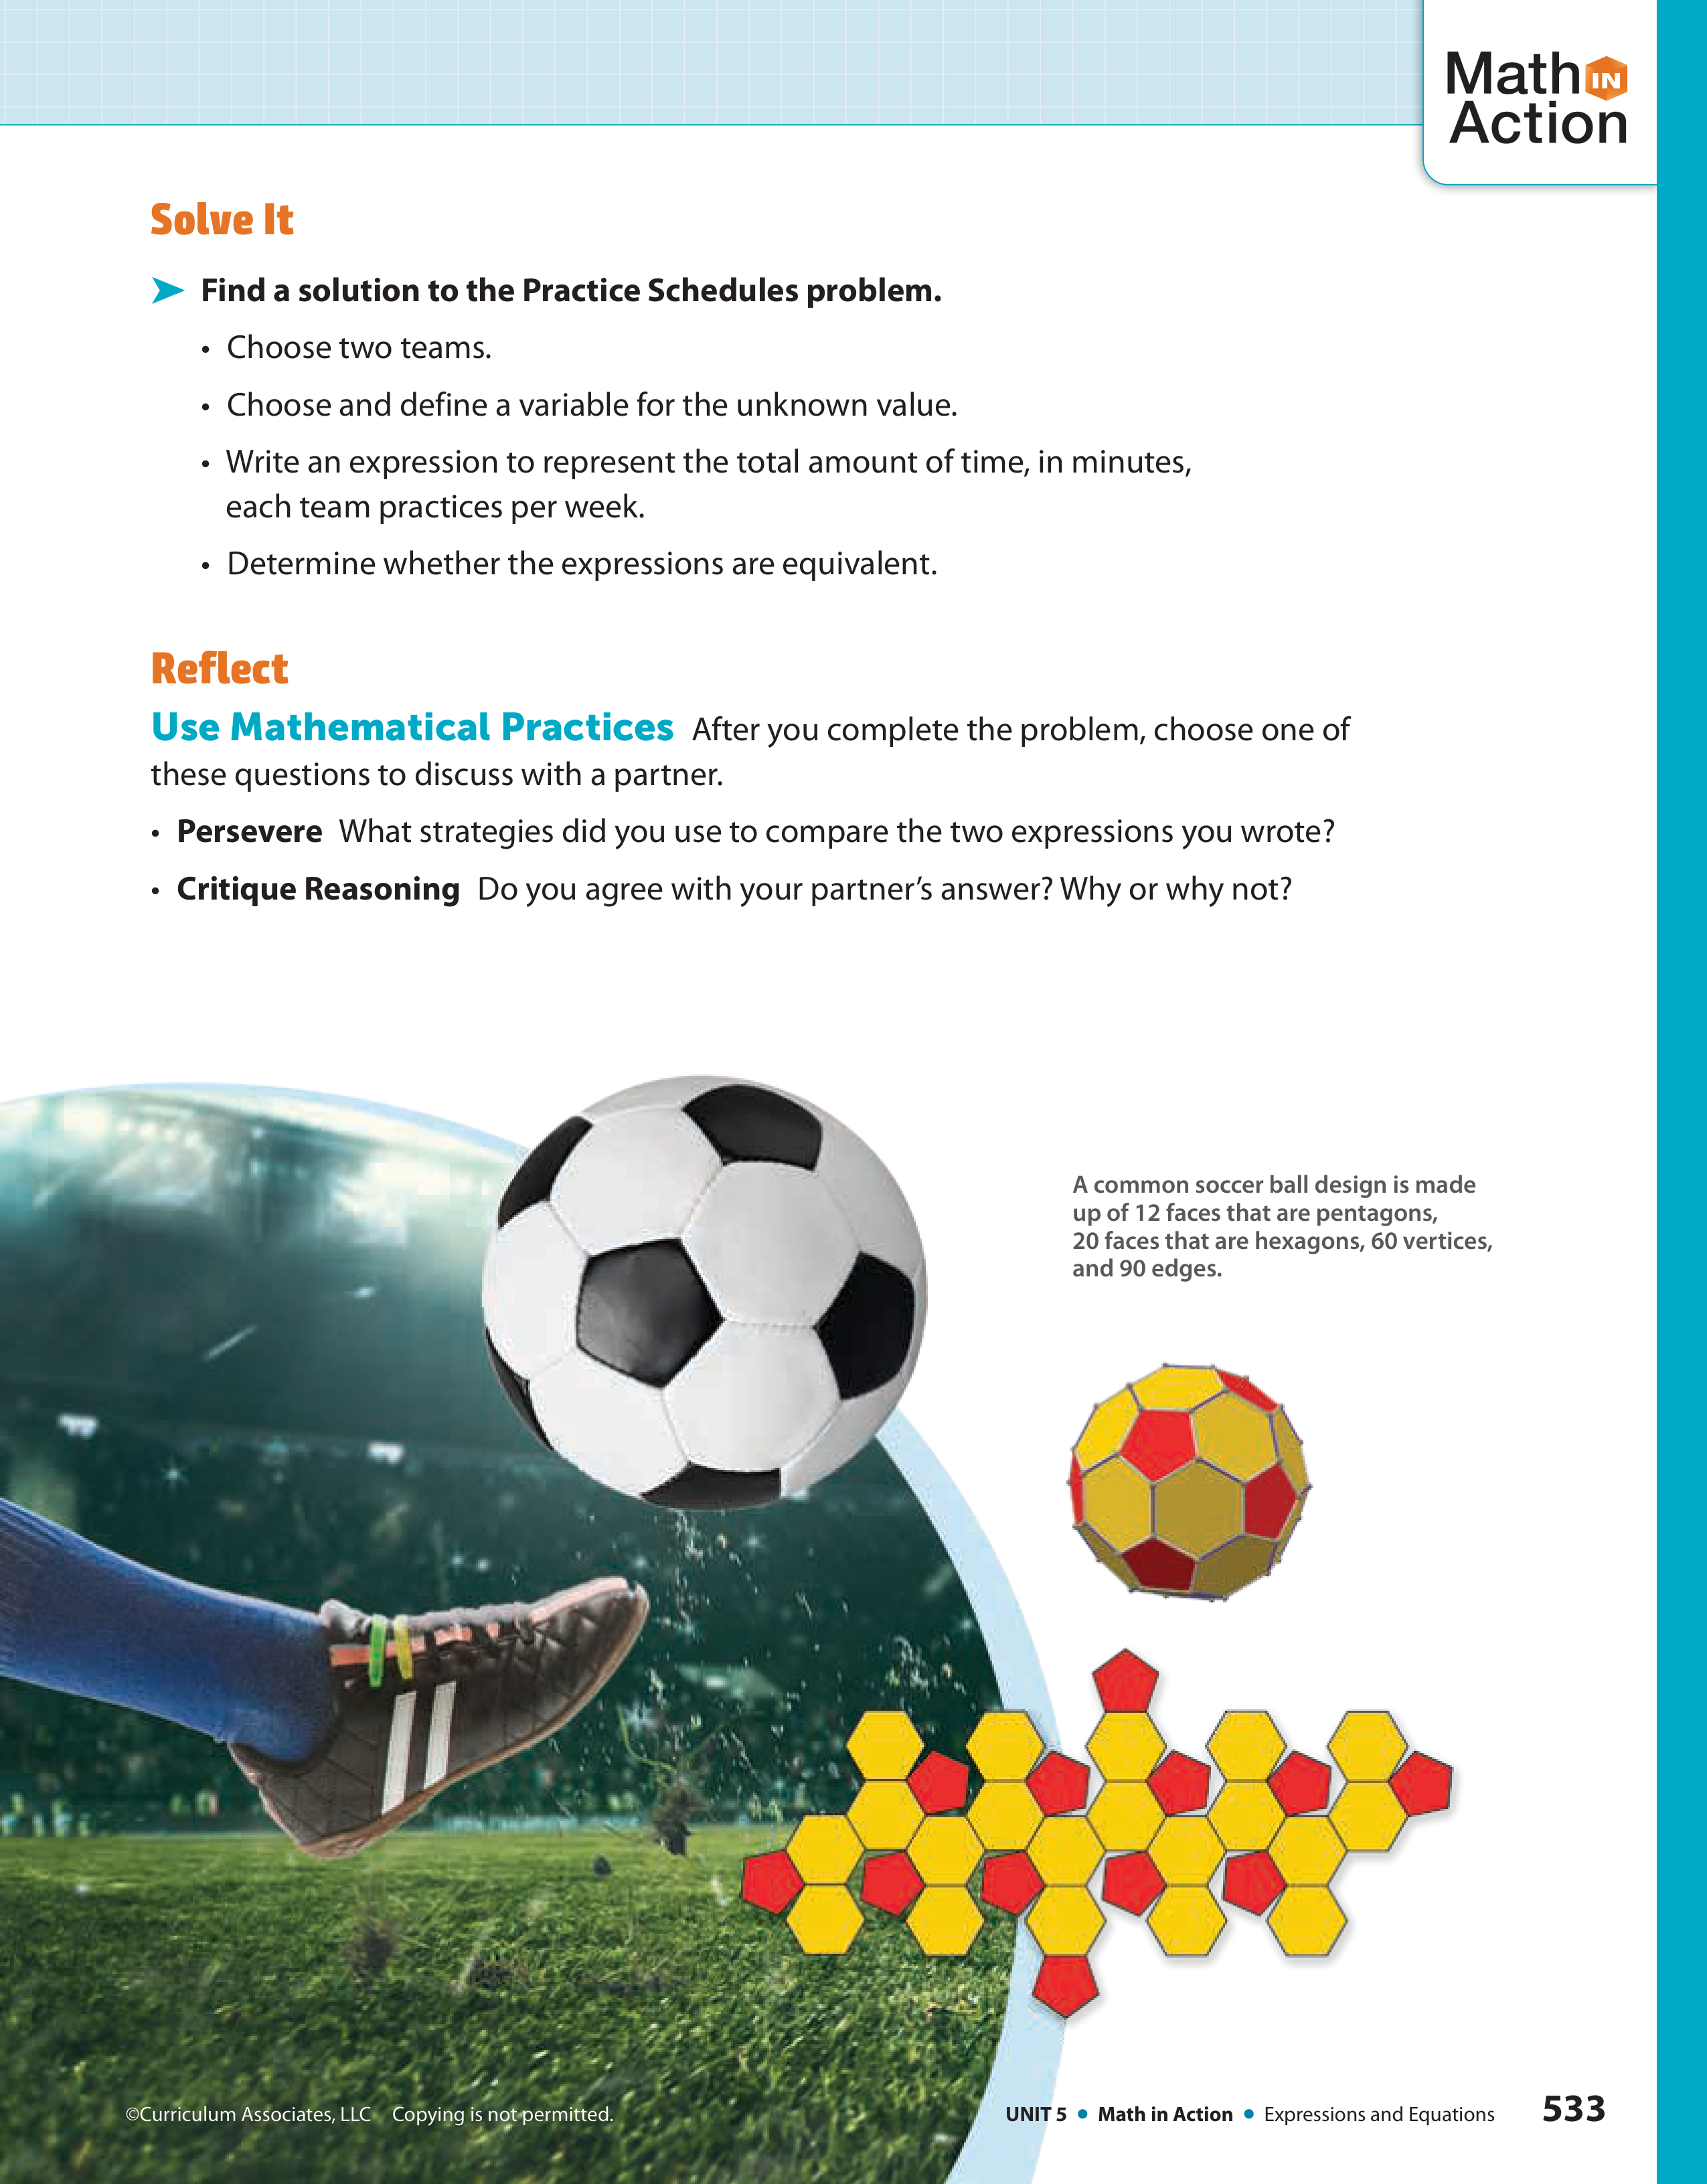 Math IN
Action
Solve It
➤ Find a solution to the Practice Schedules problem.
• Choose two teams.
• Choose and define a variable for the unknown value.
• Write an expression to represent the total amount of time, in minutes,
each team practices per week.
• Determine whether the expressions are equivalent.
Reflect
Use Mathematical Practices After you complete the problem, choose one of
these questions to discuss with a partner.
• Persevere What strategies did you use to compare the two expressions you wrote?
• Critique Reasoning Do you agree with your partner’s answer? Why or why not?
A common soccer ball design is made
up of 12 faces that are pentagons,
20 faces that are hexagons, 60 vertices,
and 90 edges.
©Curriculum Associates, LLC Copying is not permitted.
UNIT 5 • Math in Action • Expressions and Equations 533